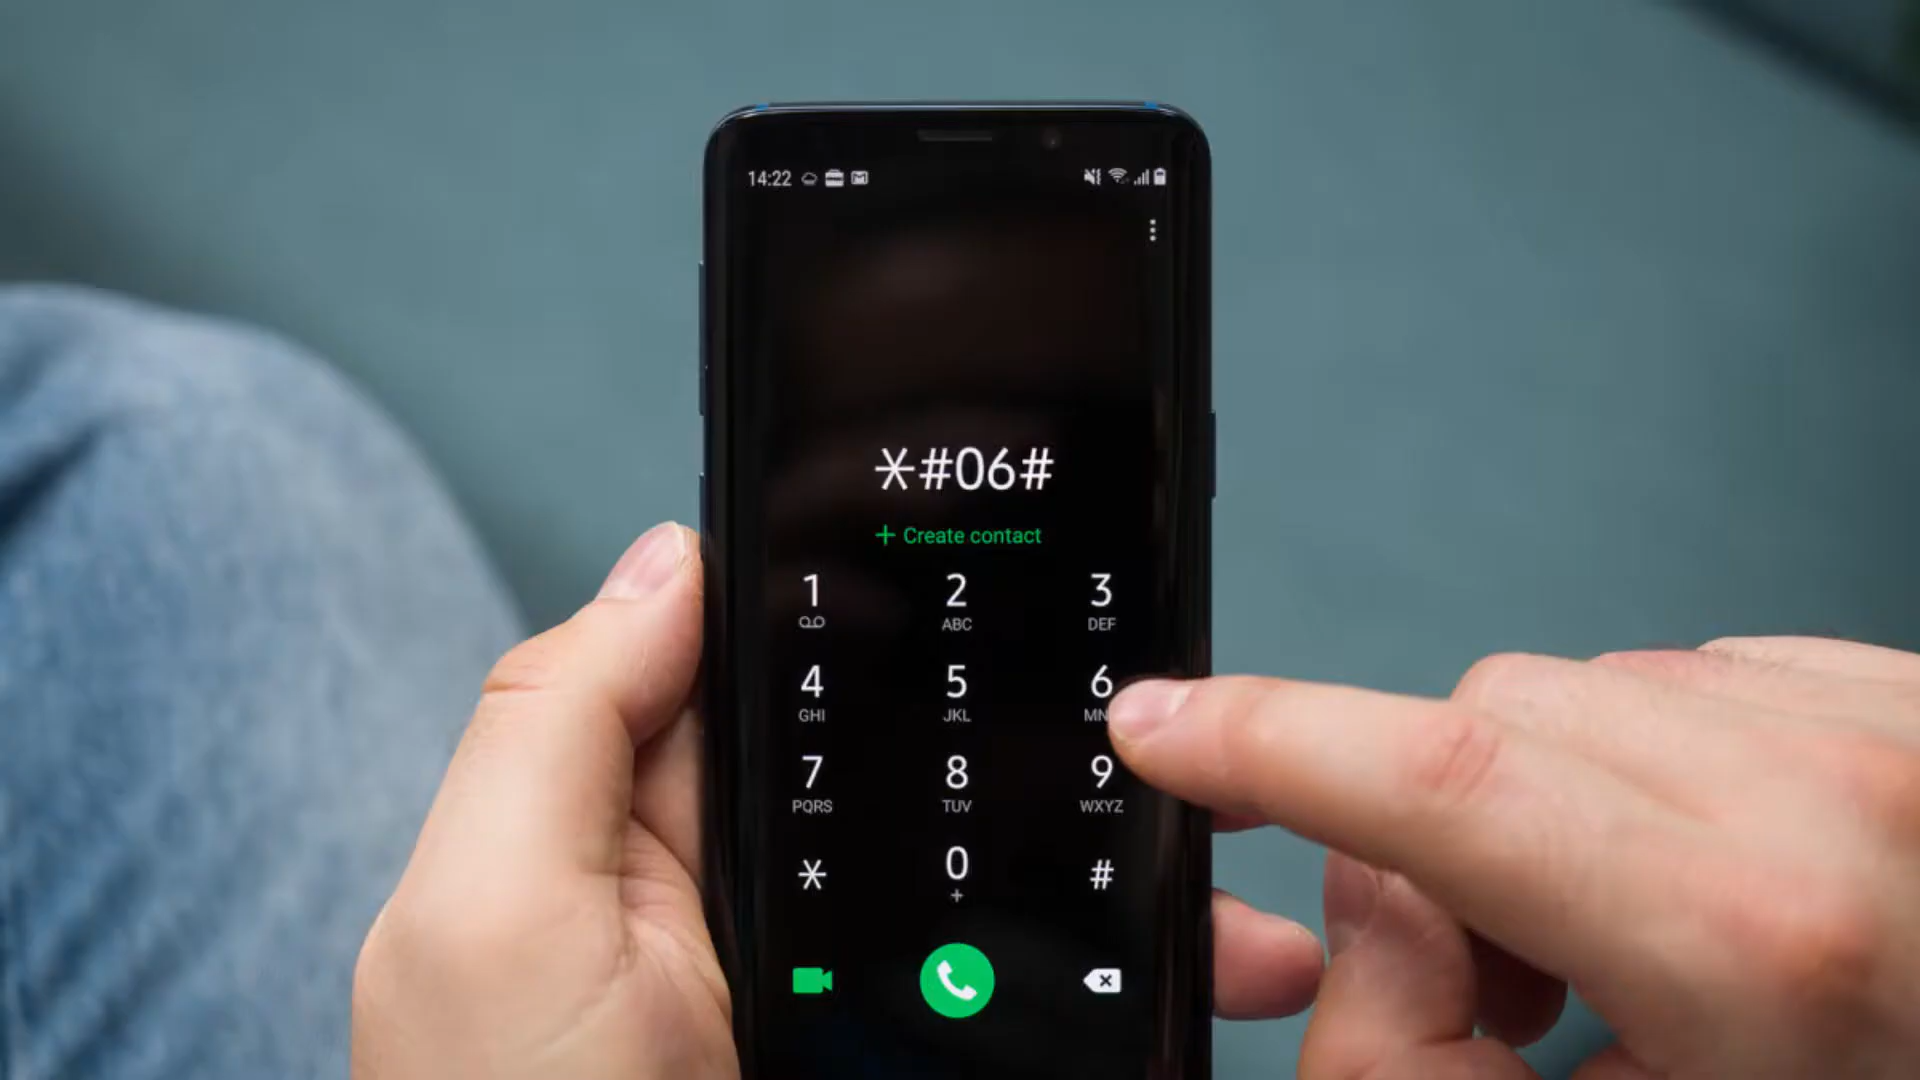 14:22
*#06#
+ Create contact
1 2 3
ABC DEF
4 5 6
GHI JKL MN
7 8 9
PQRS TUV WXYZ
* 0 #
+